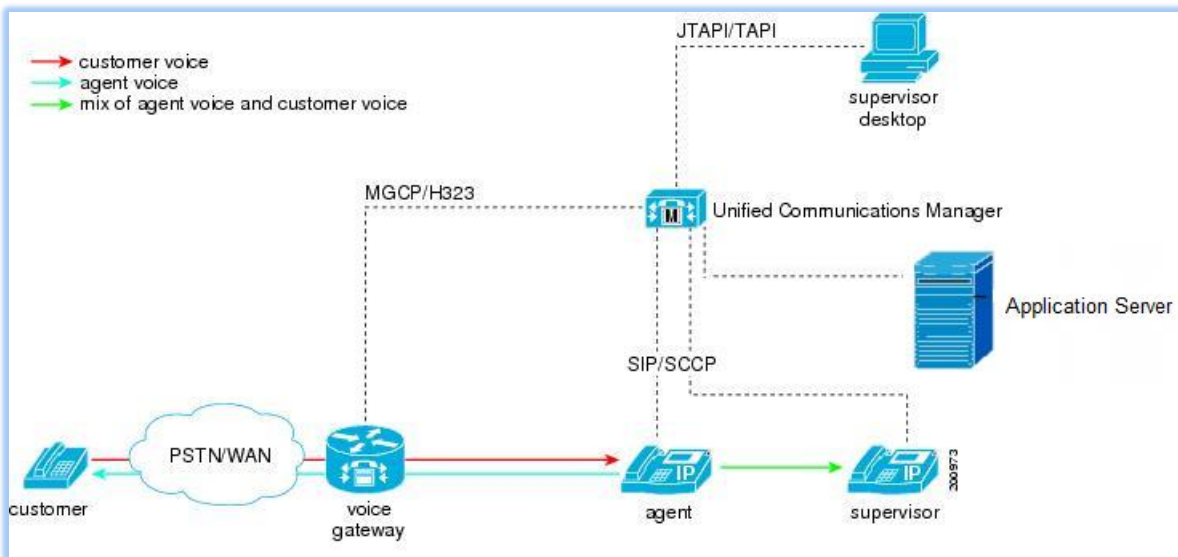 JTAPI/TAPI
customer voice
agent voice
mix of agent voice and customer voice
supervisor
desktop
MGCP/H323
M
Unified Communications Manager
Application Server
SIP/SCCP
PSTN/WAN
IP
IP
200973
customer
voice
gateway
agent
supervisor